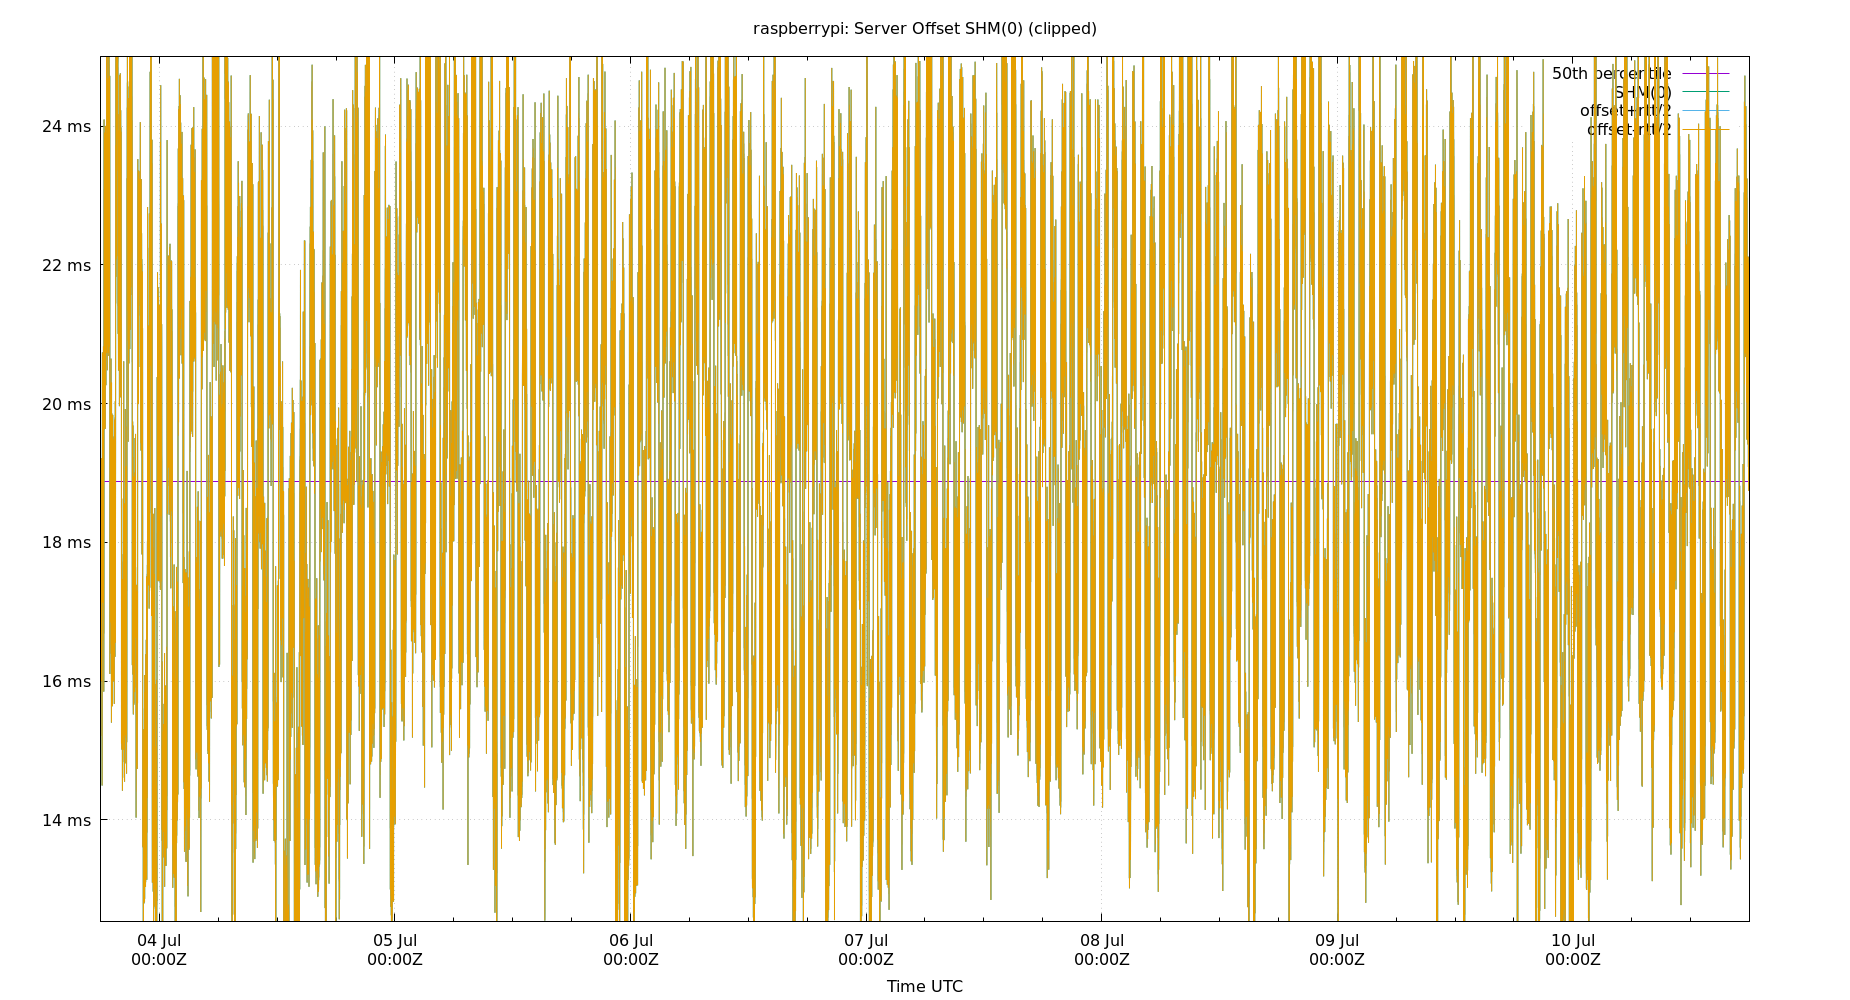 raspberrypi: Server Offset SHM(0) (clipped)
50th percentile
SHM(0)
offset+rtt/2
offset-rtt/2
24 ms
22 ms
20 ms
18 ms
16 ms
14 ms
04 Jul
00:00Z
05 Jul
00:00Z
06 Jul
00:00Z
07 Jul
00:00Z
08 Jul
00:00Z
09 Jul
00:00Z
10 Jul
00:00Z
Time UTC